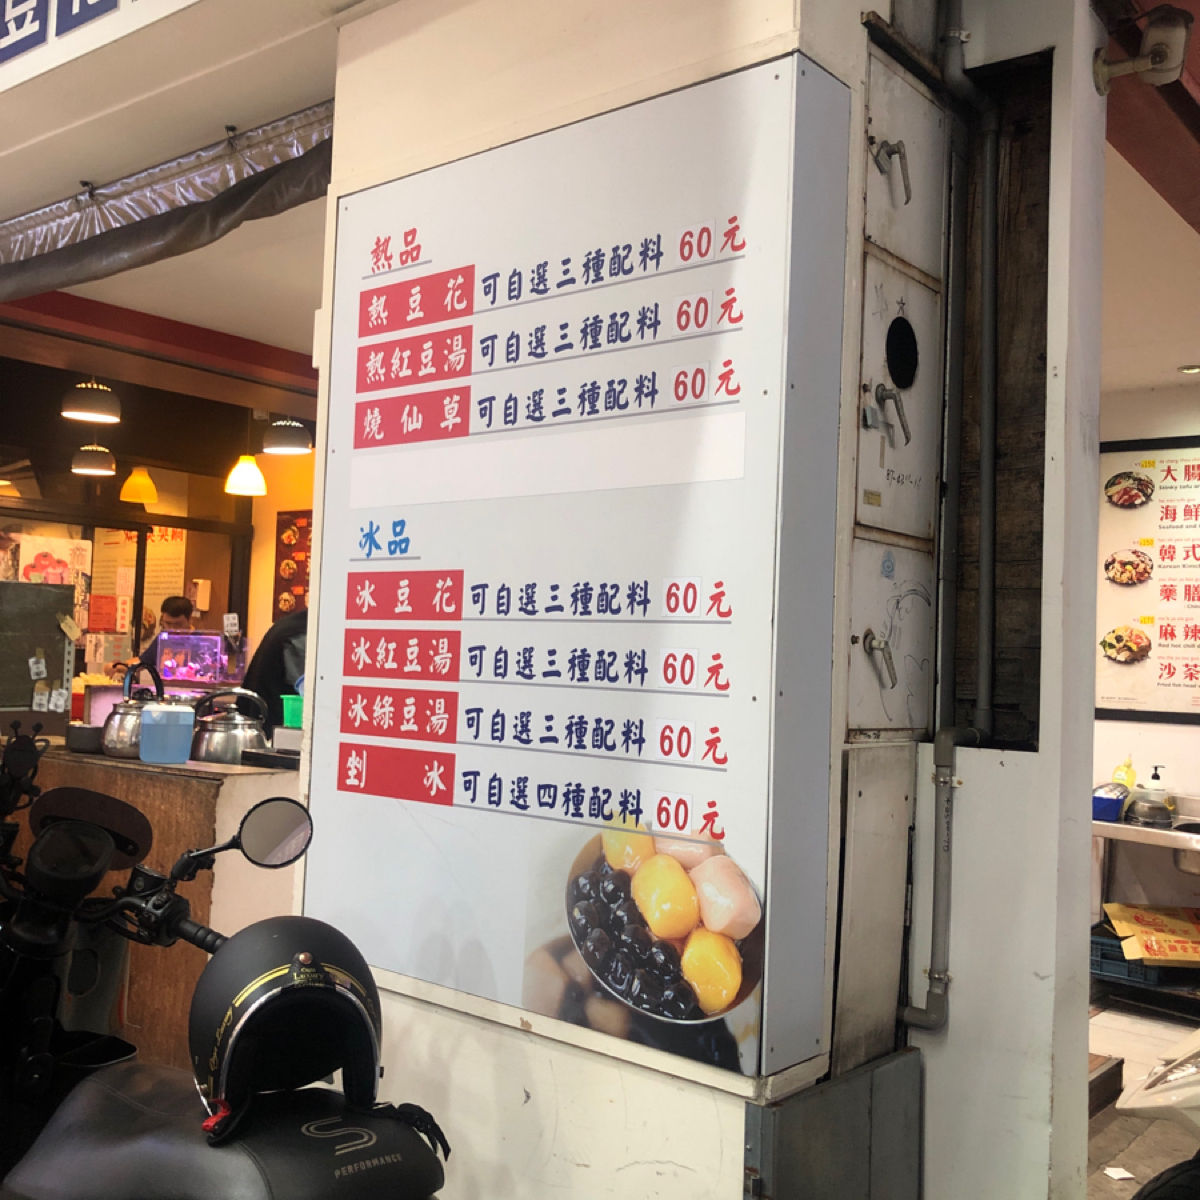 豆
熱品
熱豆花 可自選三種配料 60元
熱紅豆湯 可自選三種配料 60元
燒仙草 可自選三種配料 60元
冰品
冰豆花 可自選三種配料 60元
冰紅豆湯 可自選三種配料 60元
冰綠豆湯 可自選三種配料 60元
剉冰 可自選四種配料 60元
大腸
海鮮
韓式
藥膳
麻辣
沙茶
S
PERFORMANCE